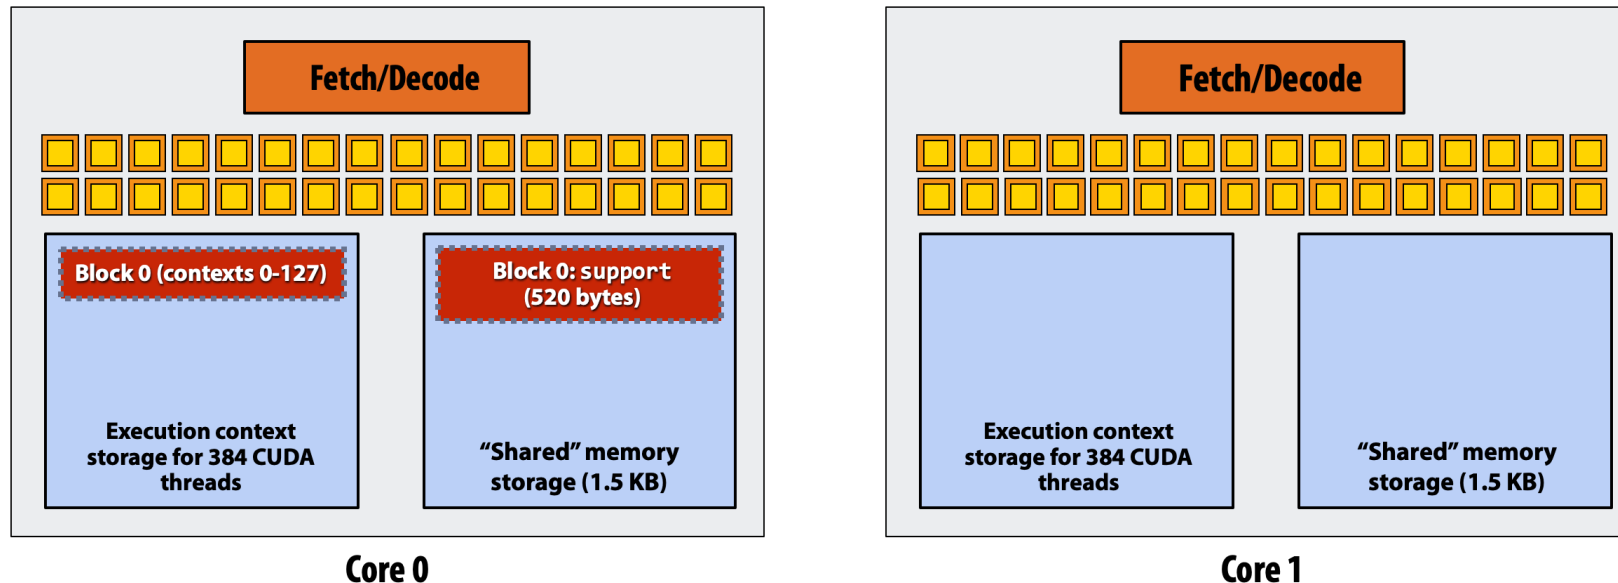 Fetch/Decode
Block 0 (contexts 0-127)
Block 0: support
(520 bytes)
Execution context
storage for 384 CUDA
threads
“Shared” memory
storage (1.5 KB)
Core 0
Fetch/Decode
Execution context
storage for 384 CUDA
threads
“Shared” memory
storage (1.5 KB)
Core 1